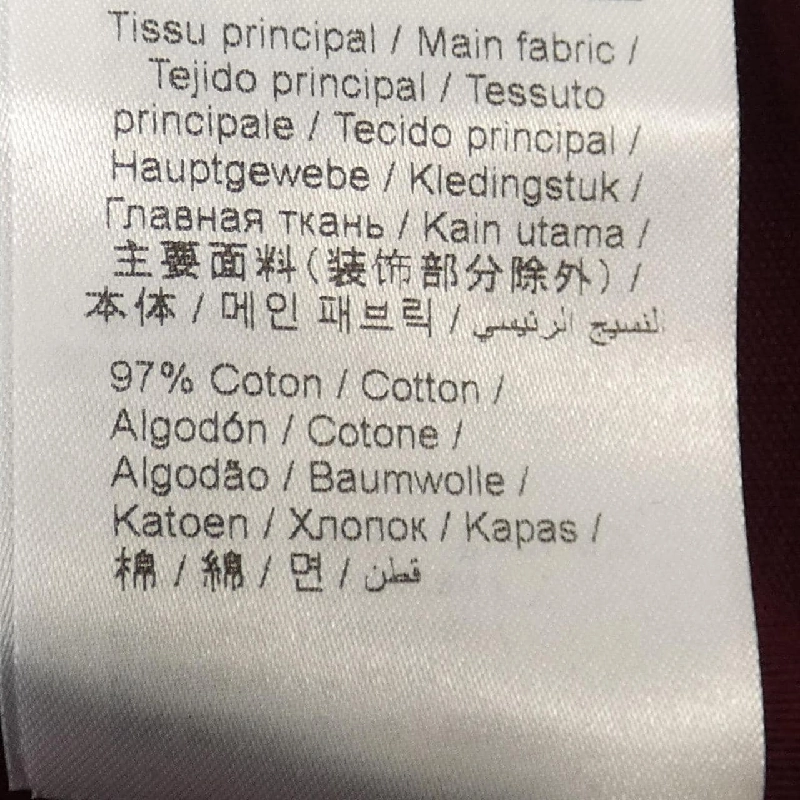 Tissu principal / Main fabric /
Tejido principal / Tessuto
principale / Tecido principal /
Hauptgewebe / Kledingstuk /
Главная ткань / Kain utama /
主要面料(装饰部分除外) /
本体 / 메인 패브릭 / لنسيج الرئيسي
97% Coton / Cotton /
Algodón / Cotone /
Algodão / Baumwolle /
Katoen / Хлопок / Kapas /
棉 / 綿 / 면 / قطن